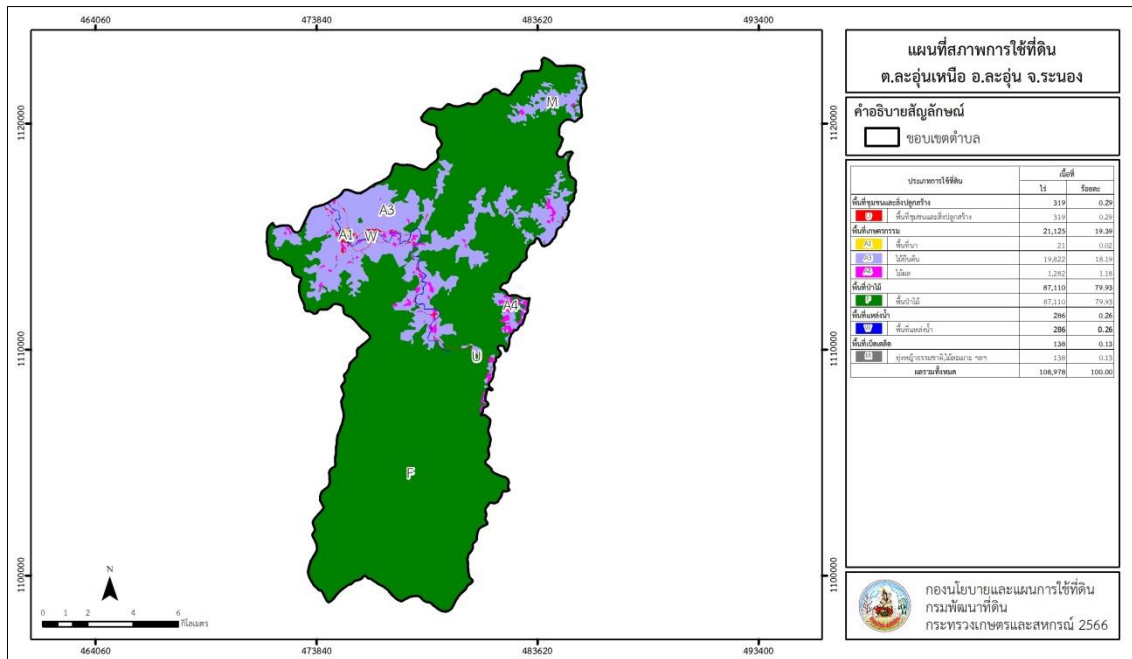 464060 473840 483620 493400
1120000
1110000
1100000
M
A3
A1 W
A4
U
F
N
0 1 2 4 6
กิโลเมตร
464060 473840 483620 493400
1120000
1110000
1100000
แผนที่สภาพการใช้ที่ดิน
ต.ละอุ่นเหนือ อ.ละอุ่น จ.ระนอง
คำอธิบายสัญลักษณ์
ขอบเขตตำบล
ประเภทการใช้ที่ดิน เนื้อที่
ไร่ ร้อยละ
พื้นที่ชุมชนและสิ่งปลูกสร้าง 319 0.29
U พื้นที่ชุมชนและสิ่งปลูกสร้าง 319 0.29
พื้นที่เกษตรกรรม 21,125 19.39
A1 พื้นที่นา 21 0.02
A3 ไม้ยืนต้น 19,822 18.19
A4 ไม้ผล 1,282 1.18
พื้นที่ป่าไม้ 87,110 79.93
F พื้นที่ป่าไม้ 87,110 79.93
พื้นที่แหล่งน้ำ 286 0.26
W พื้นที่แหล่งน้ำ 286 0.26
พื้นที่เบ็ดเตล็ด 138 0.13
M ทุ่งหญ้าธรรมชาติ,ไม้ละเมาะ ฯลฯ 138 0.13
ผลรวมทั้งหมด 108,978 100.00
กองนโยบายและแผนการใช้ที่ดิน
กรมพัฒนาที่ดิน
กระทรวงเกษตรและสหกรณ์ 2566